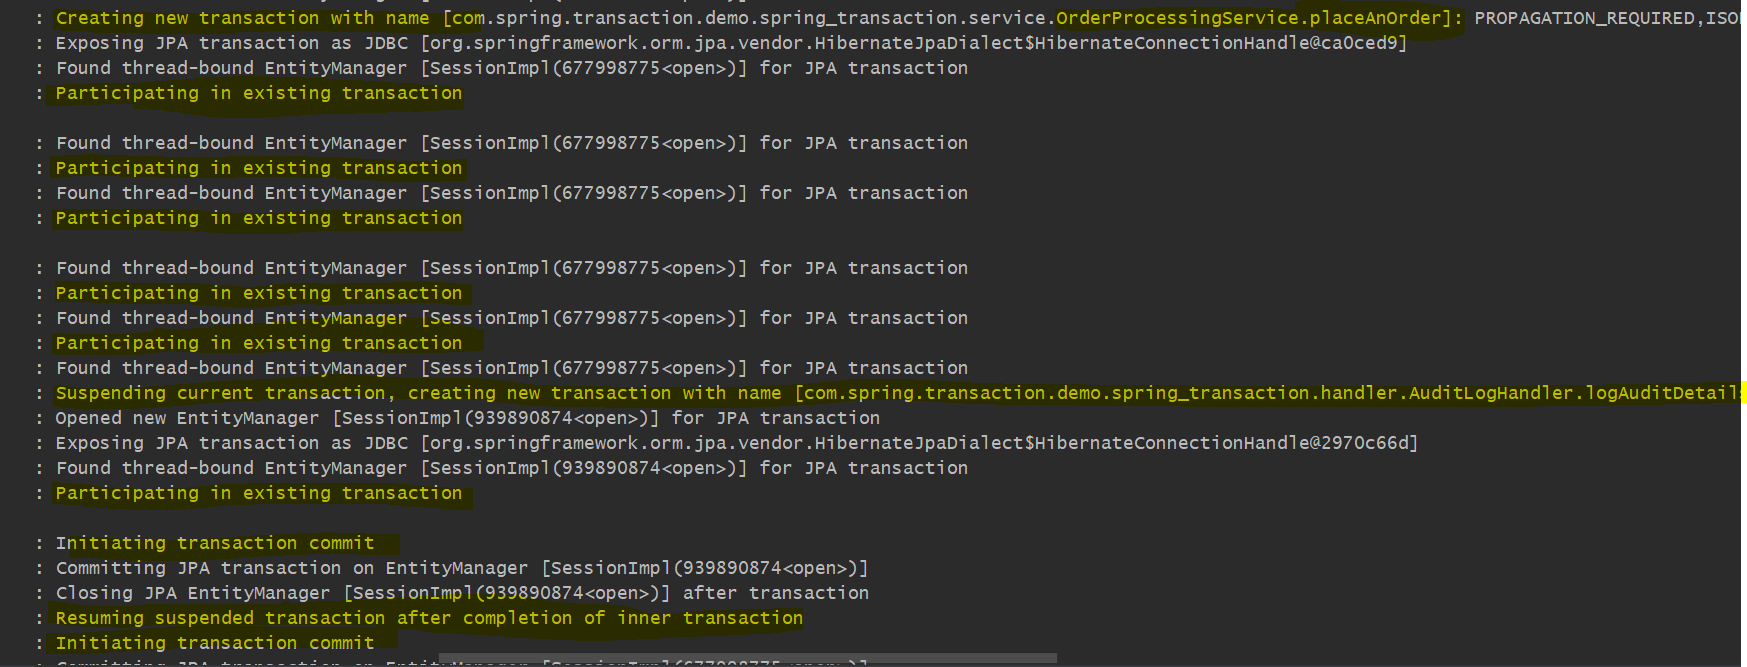 : Creating new transaction with name [com.spring.transaction.demo.spring_transaction.service.OrderProcessingService.placeAnOrder]: PROPAGATION_REQUIRED,ISO
: Exposing JPA transaction as JDBC [org.springframework.orm.jpa.vendor.HibernateJpaDialect$HibernateConnectionHandle@ca0ced9]
: Found thread-bound EntityManager [SessionImpl(677998775<open>)] for JPA transaction
: Participating in existing transaction
: Found thread-bound EntityManager [SessionImpl(677998775<open>)] for JPA transaction
: Participating in existing transaction
: Found thread-bound EntityManager [SessionImpl(677998775<open>)] for JPA transaction
: Participating in existing transaction
: Found thread-bound EntityManager [SessionImpl(677998775<open>)] for JPA transaction
: Participating in existing transaction
: Found thread-bound EntityManager [SessionImpl(677998775<open>)] for JPA transaction
: Participating in existing transaction
: Found thread-bound EntityManager [SessionImpl(677998775<open>)] for JPA transaction
: Suspending current transaction, creating new transaction with name [com.spring.transaction.demo.spring_transaction.handler.AuditLogHandler.logAuditDetails
: Opened new EntityManager [SessionImpl(939890874<open>)] for JPA transaction
: Exposing JPA transaction as JDBC [org.springframework.orm.jpa.vendor.HibernateJpaDialect$HibernateConnectionHandle@2970c66d]
: Found thread-bound EntityManager [SessionImpl(939890874<open>)] for JPA transaction
: Participating in existing transaction
: Initiating transaction commit
: Committing JPA transaction on EntityManager [SessionImpl(939890874<open>)]
: Closing JPA EntityManager [SessionImpl(939890874<open>)] after transaction
: Resuming suspended transaction after completion of inner transaction
: Initiating transaction commit
: Committing JPA transaction on EntityManager [SessionImpl(677998775<open>)]